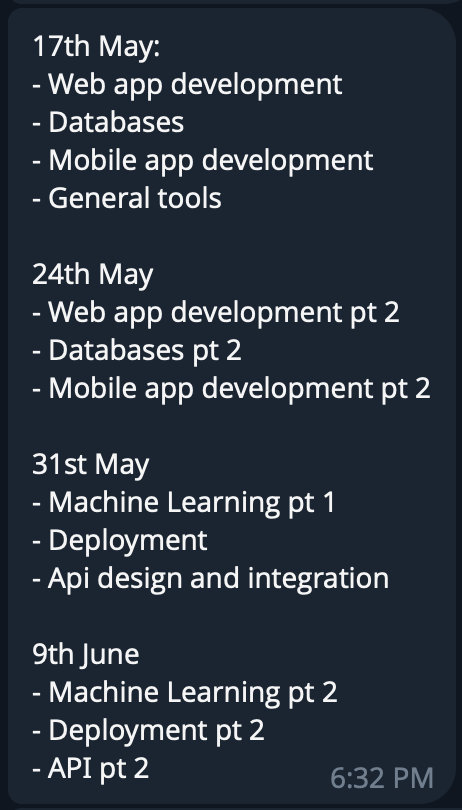 17th May:
- Web app development
- Databases
- Mobile app development
- General tools
24th May
- Web app development pt 2
- Databases pt 2
- Mobile app development pt 2
31st May
- Machine Learning pt 1
- Deployment
- Api design and integration
9th June
- Machine Learning pt 2
- Deployment pt 2
- API pt 2
6:32 PM